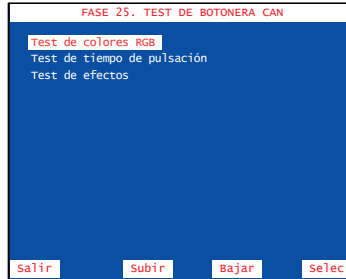 FASE 25. TEST DE BOTONERA CAN
Test de colores RGB
Test de tiempo de pulsación
Test de efectos
Salir Subir Bajar Selec